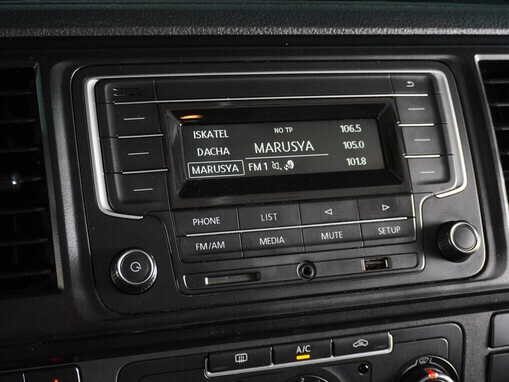 ISKATEL NO TP 106.5
DACHA MARUSYA 105.0
MARUSYA FM 1 101.8
PHONE LIST
FM/AM MEDIA MUTE SETUP
A/C